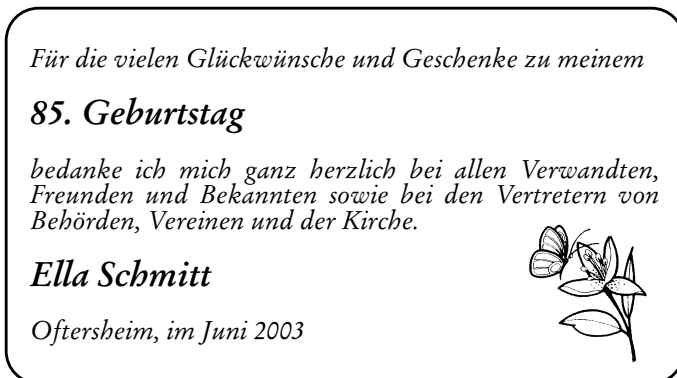 Für die vielen Glückwünsche und Geschenke zu meinem
85. Geburtstag
bedanke ich mich ganz herzlich bei allen Verwandten,
Freunden und Bekannten sowie bei den Vertretern von
Behörden, Vereinen und der Kirche.
Ella Schmitt
Oftersheim, im Juni 2003